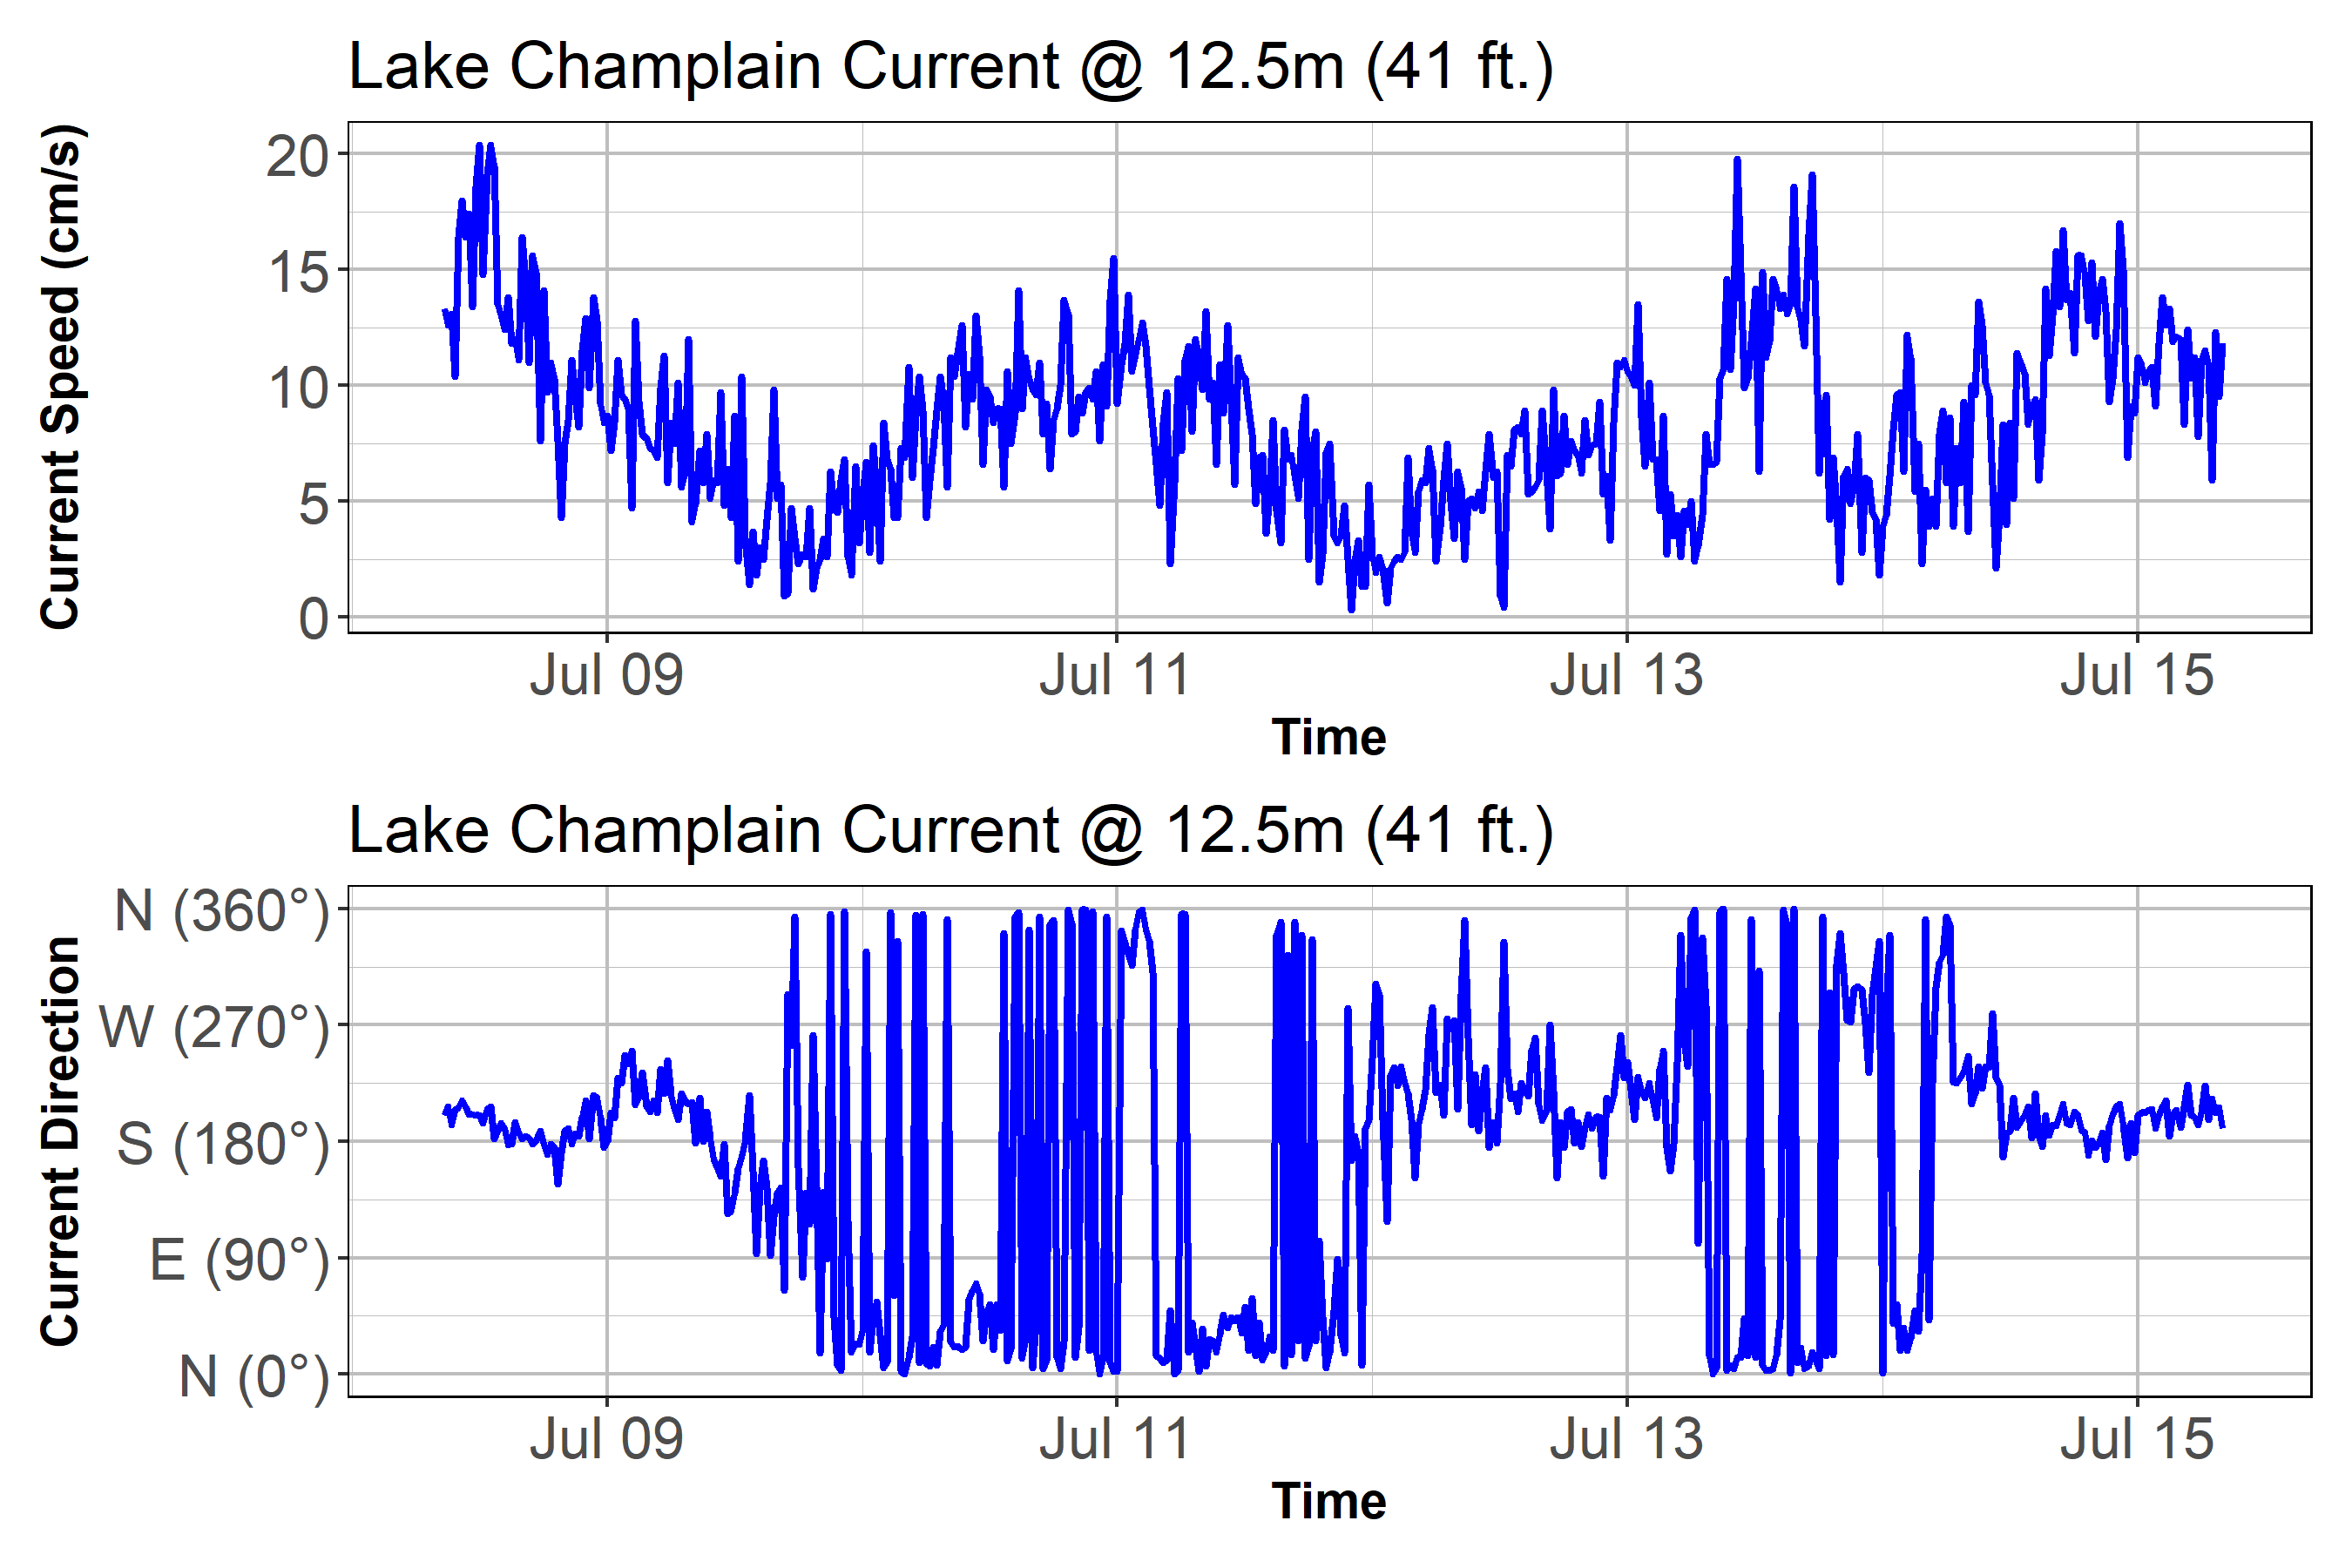 Lake Champlain Current @ 12.5m (41 ft.)
Current Speed (cm/s)
20
15
10
5
0
Jul 09 Jul 11 Jul 13 Jul 15
Time
Lake Champlain Current @ 12.5m (41 ft.)
Current Direction
N (360°)
W (270°)
S (180°)
E (90°)
N (0°)
Jul 09 Jul 11 Jul 13 Jul 15
Time